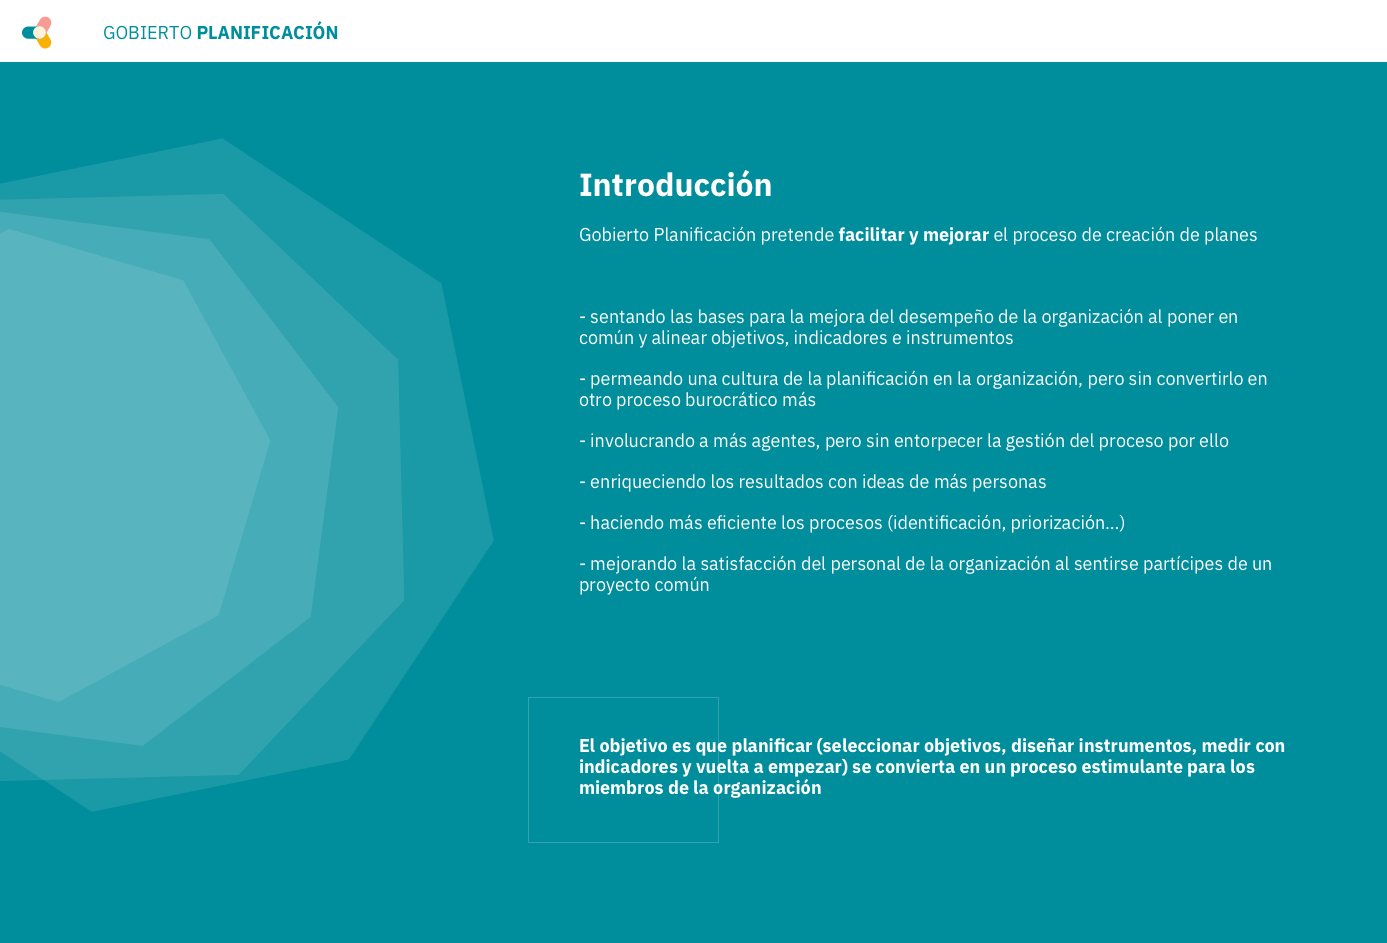 GOBIERTO PLANIFICACIÓN
Introducción
Gobierto Planificación pretende facilitar y mejorar el proceso de creación de planes
- sentando las bases para la mejora del desempeño de la organización al poner en
común y alinear objetivos, indicadores e instrumentos
- permeando una cultura de la planificación en la organización, pero sin convertirlo en
otro proceso burocrático más
- involucrando a más agentes, pero sin entorpecer la gestión del proceso por ello
- enriqueciendo los resultados con ideas de más personas
- haciendo más eficiente los procesos (identificación, priorización...)
- mejorando la satisfacción del personal de la organización al sentirse partícipes de un
proyecto común
El objetivo es que planificar (seleccionar objetivos, diseñar instrumentos, medir con
indicadores y vuelta a empezar) se convierta en un proceso estimulante para los
miembros de la organización